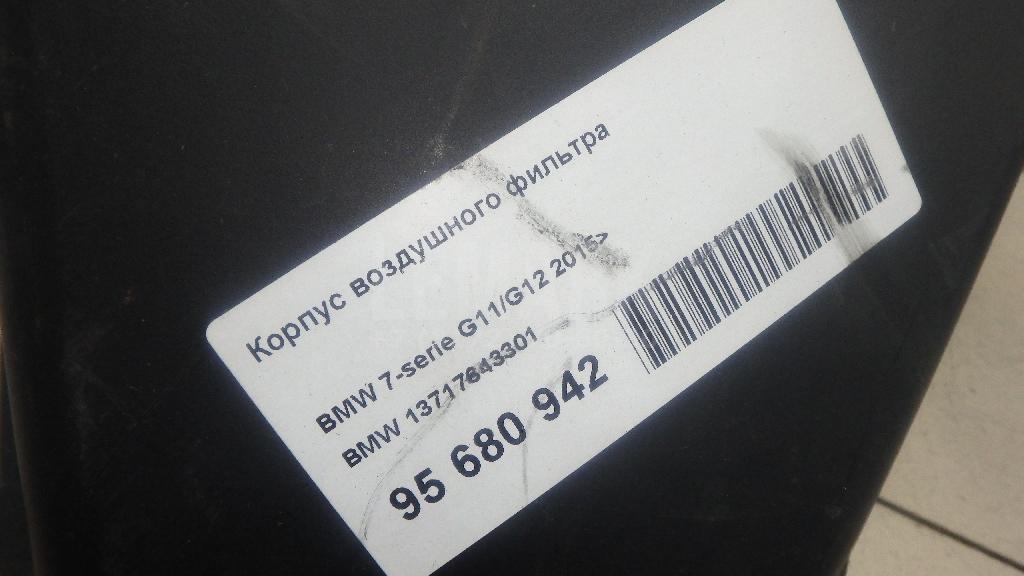 Корпус воздушного фильтра
BMW 7-serie G11/G12 2015>
BMW 13717643301
95 680 942